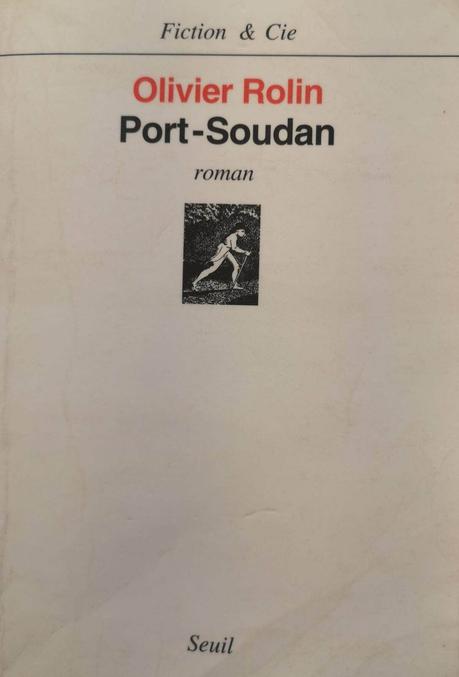 Fiction & Cie
Olivier Rolin
Port-Soudan
roman
Seuil